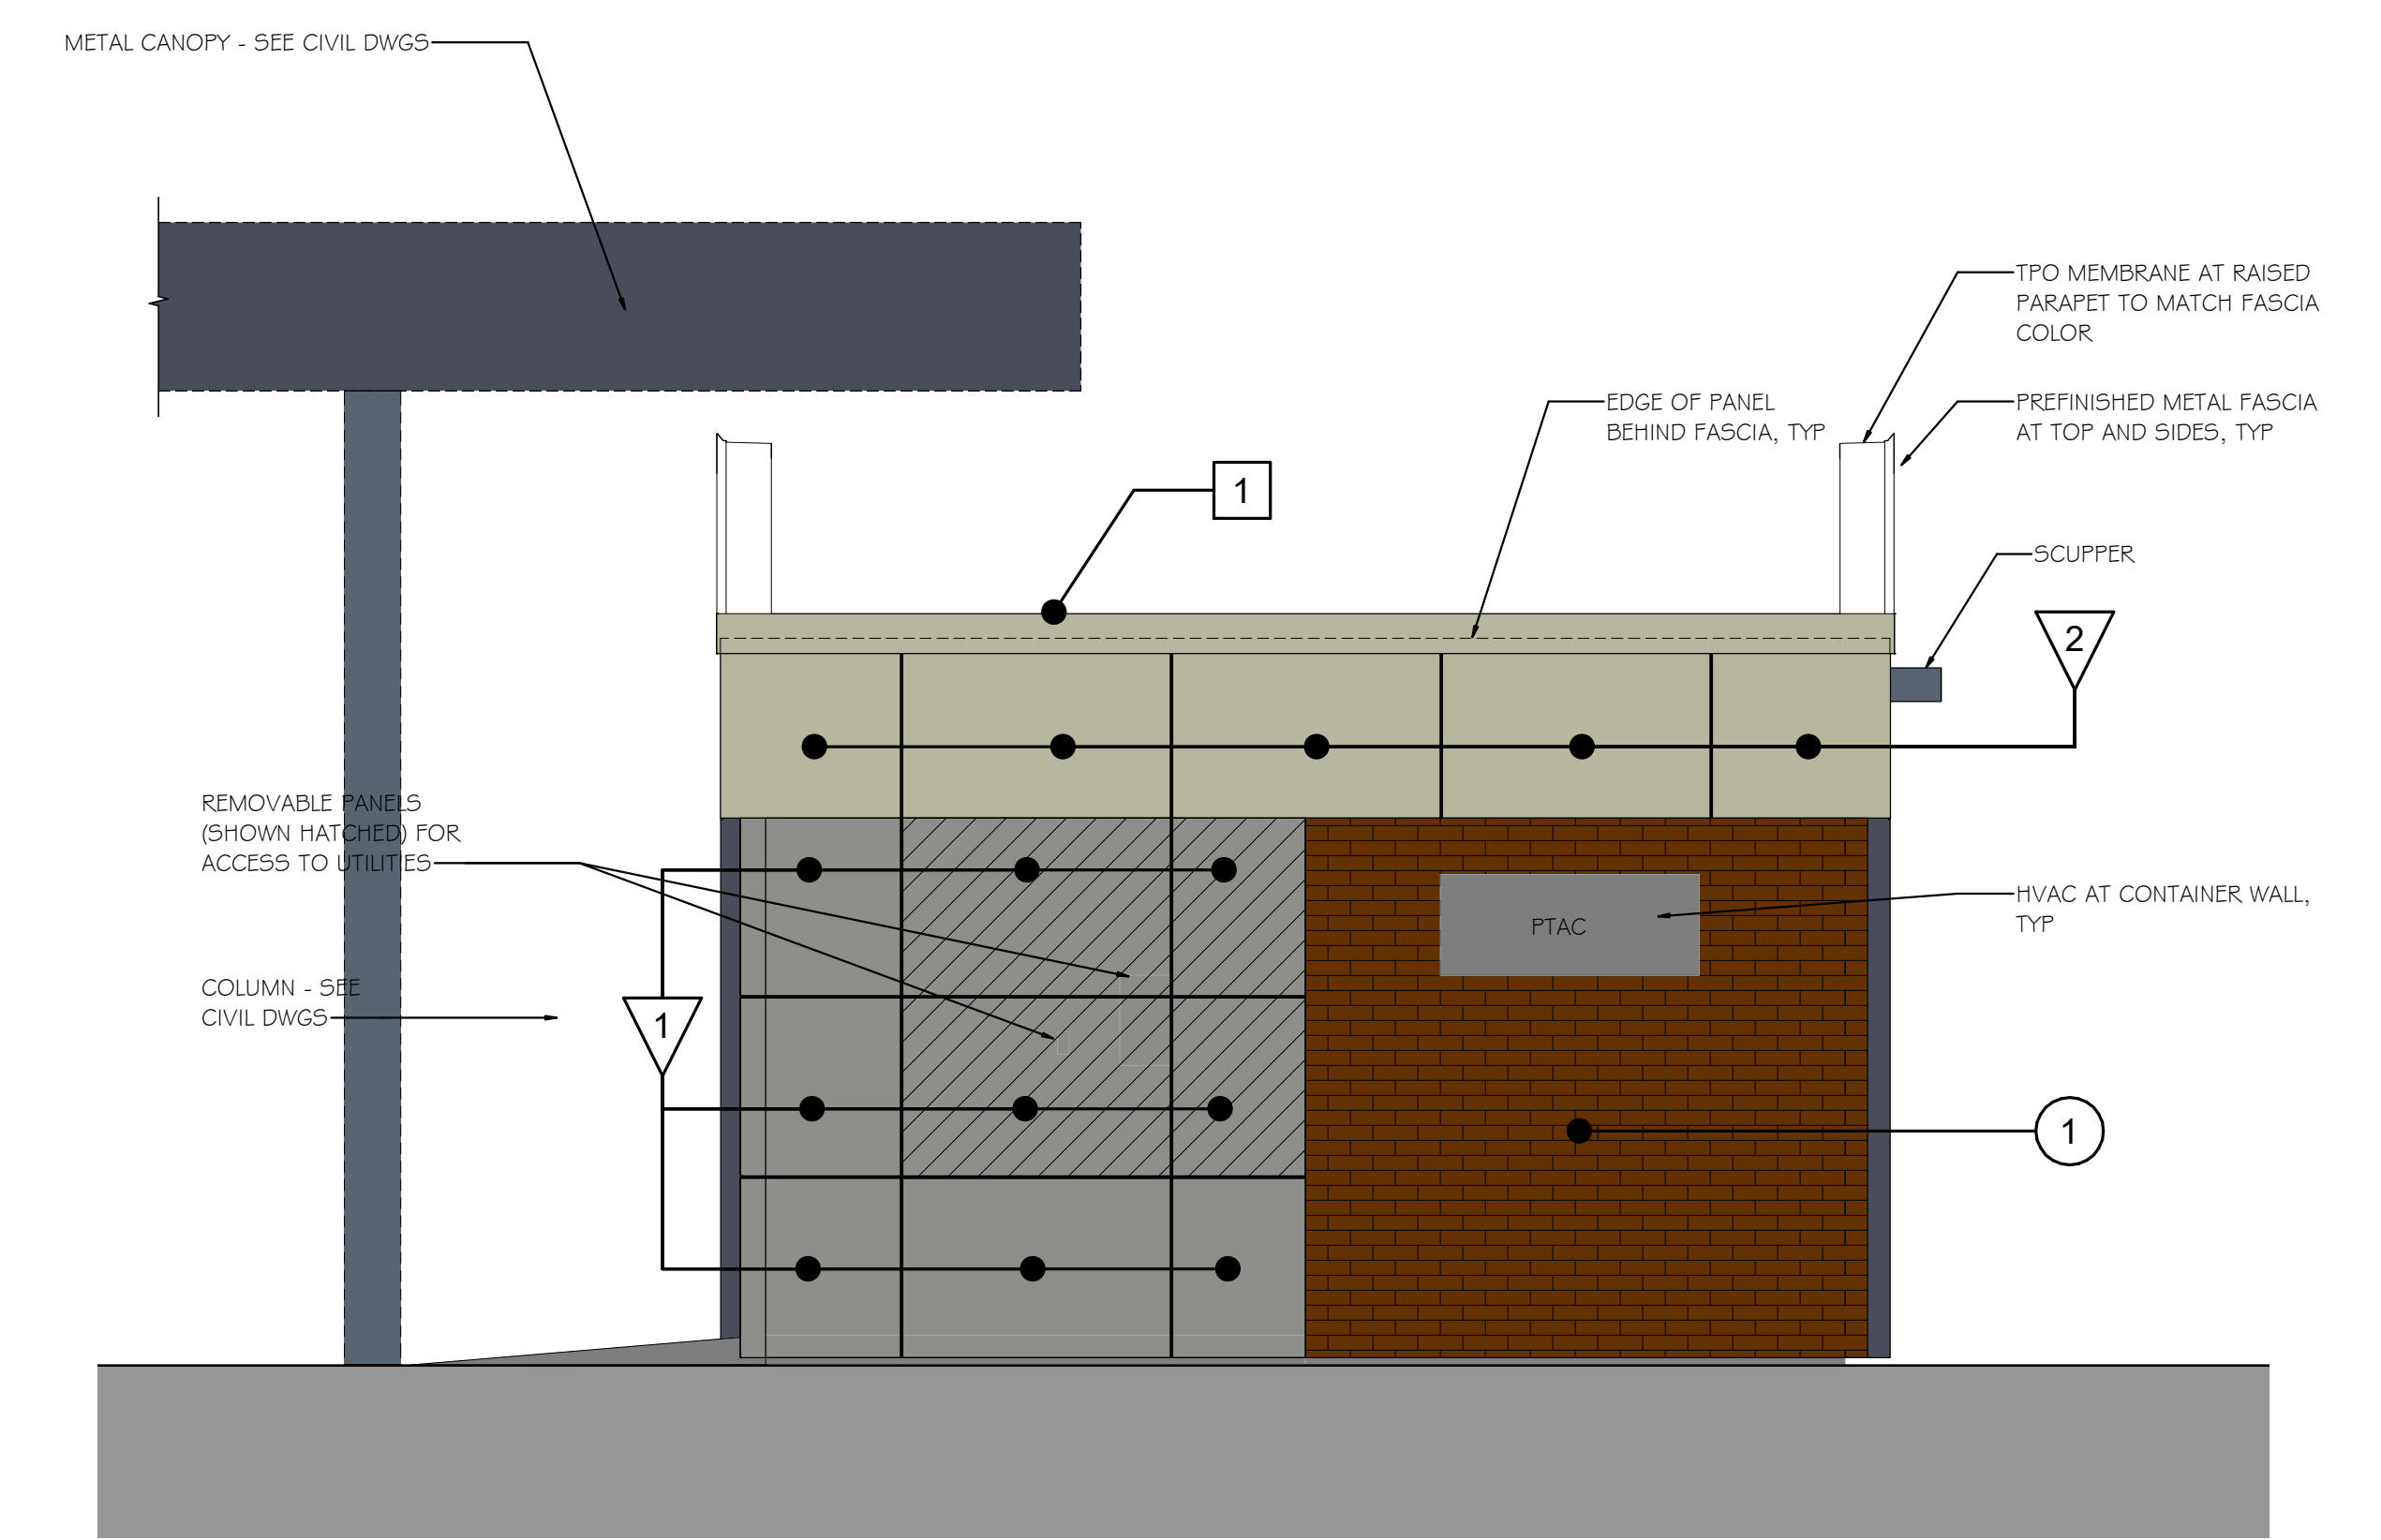 METAL CANOPY - SEE CIVIL DWGS
TPO MEMBRANE AT RAISED
PARAPET TO MATCH FASCIA
COLOR
EDGE OF PANEL
BEHIND FASCIA, TYP
PREFINISHED METAL FASCIA
AT TOP AND SIDES, TYP
1
SCUPPER
2
REMOVABLE PANELS
(SHOWN HATCHED) FOR
ACCESS TO UTILITIES
HVAC AT CONTAINER WALL,
TYP
PTAC
COLUMN - SEE
CIVIL DWGS
1
1